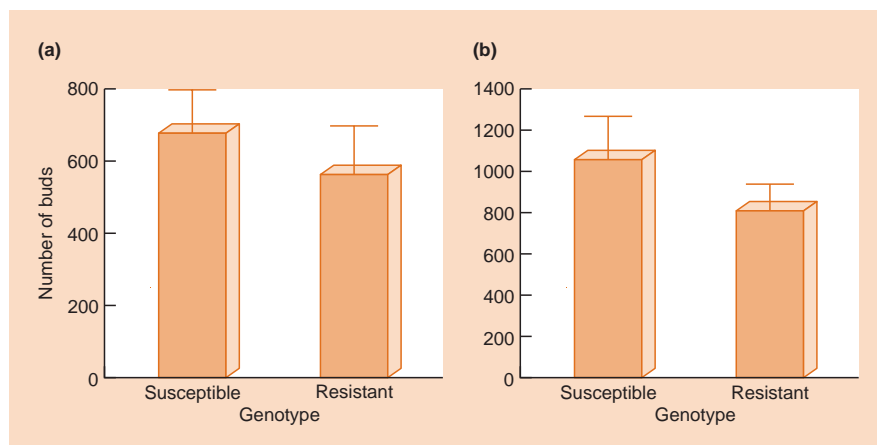 (a)
Number of buds
800
600
400
200
0
Susceptible
Resistant
Genotype
(b)
1400
1200
1000
800
600
400
200
0
Susceptible
Resistant
Genotype